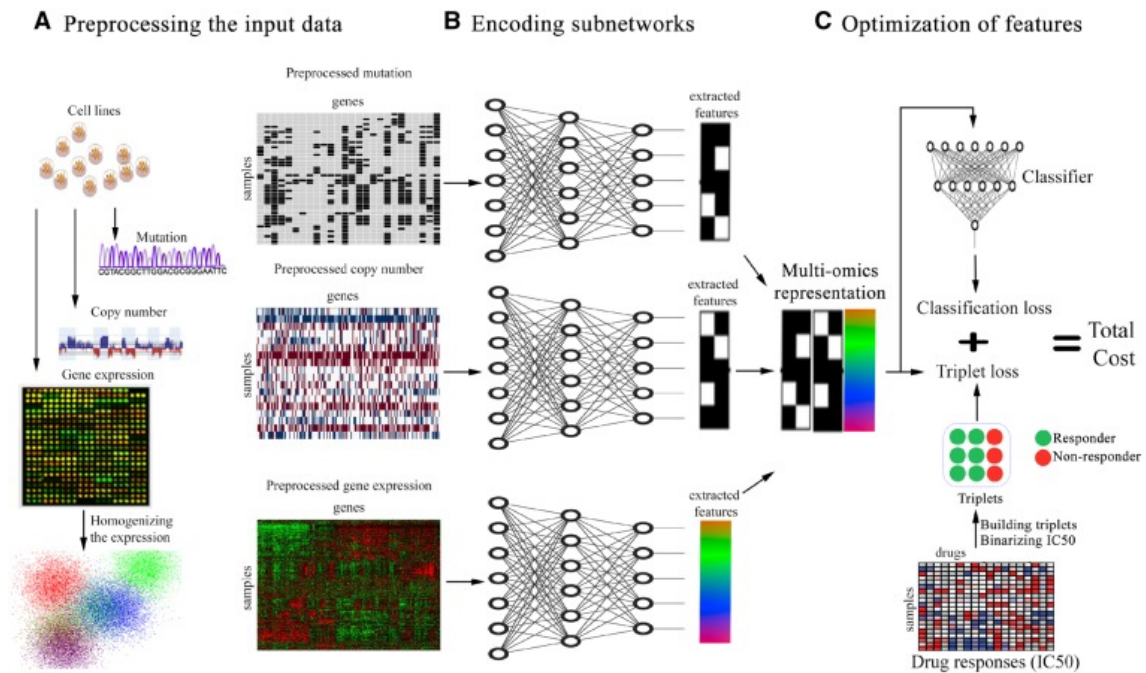 A Preprocessing the input data
Cell lines
Mutation
CGTACGGCTTGGACGCGGGAATTC
Copy number
Gene expression
Homogenizing
the expression
Preprocessed mutation
genes
samples
Preprocessed copy number
genes
samples
Preprocessed gene expression
genes
samples
B Encoding subnetworks
extracted
features
extracted
features
extracted
features
Multi-omics
representation
C Optimization of features
Classifier
Classification loss
+
Triplet loss
= Total
Cost
Responder
Non-responder
Triplets
Building triplets
Binarizing IC50
drugs
samples
Drug responses (IC50)